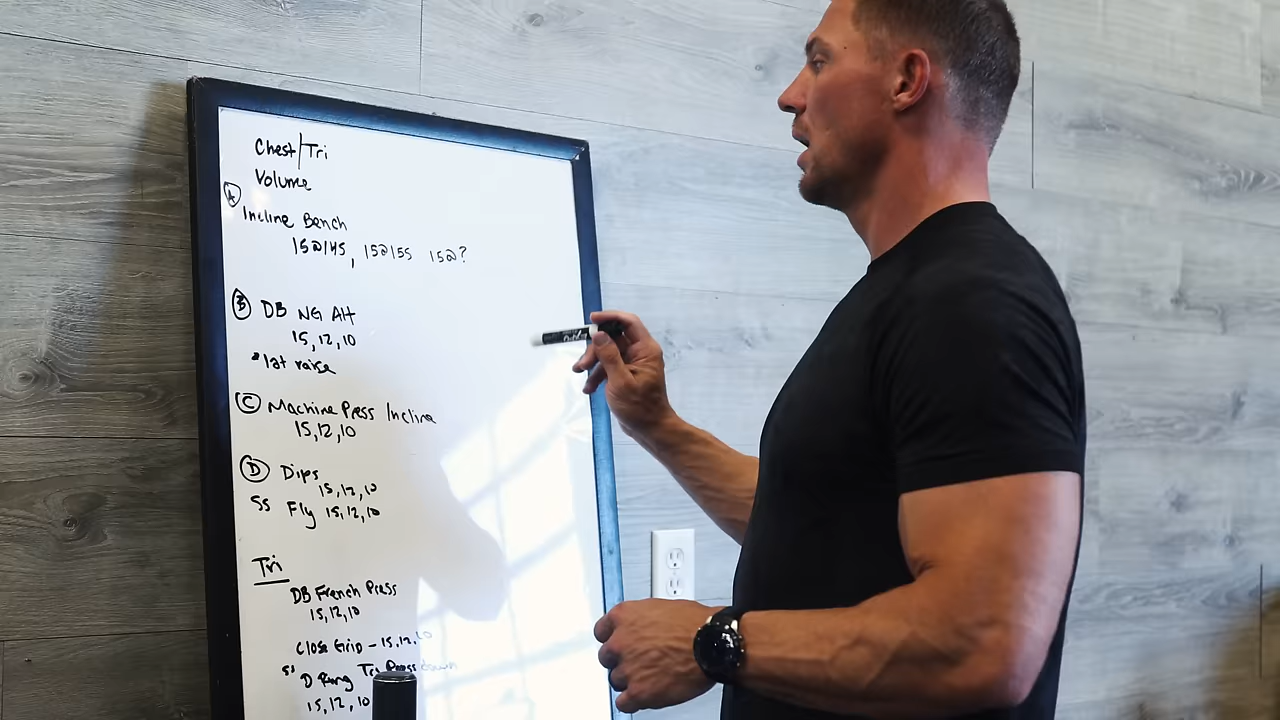 Chest/Tri
Volume
A
Incline Bench
15@145, 15@155 15@?
B DB NG Alt
15, 12, 10
*lat raise
C Machine Press Incline
15, 12, 10
D Dips
15, 12, 10
SS Fly 15, 12, 10
Tri
DB French Press
15, 12, 10
Close Grip - 15, 12, 10
SS
D Ring Tri Press down
15, 12, 10